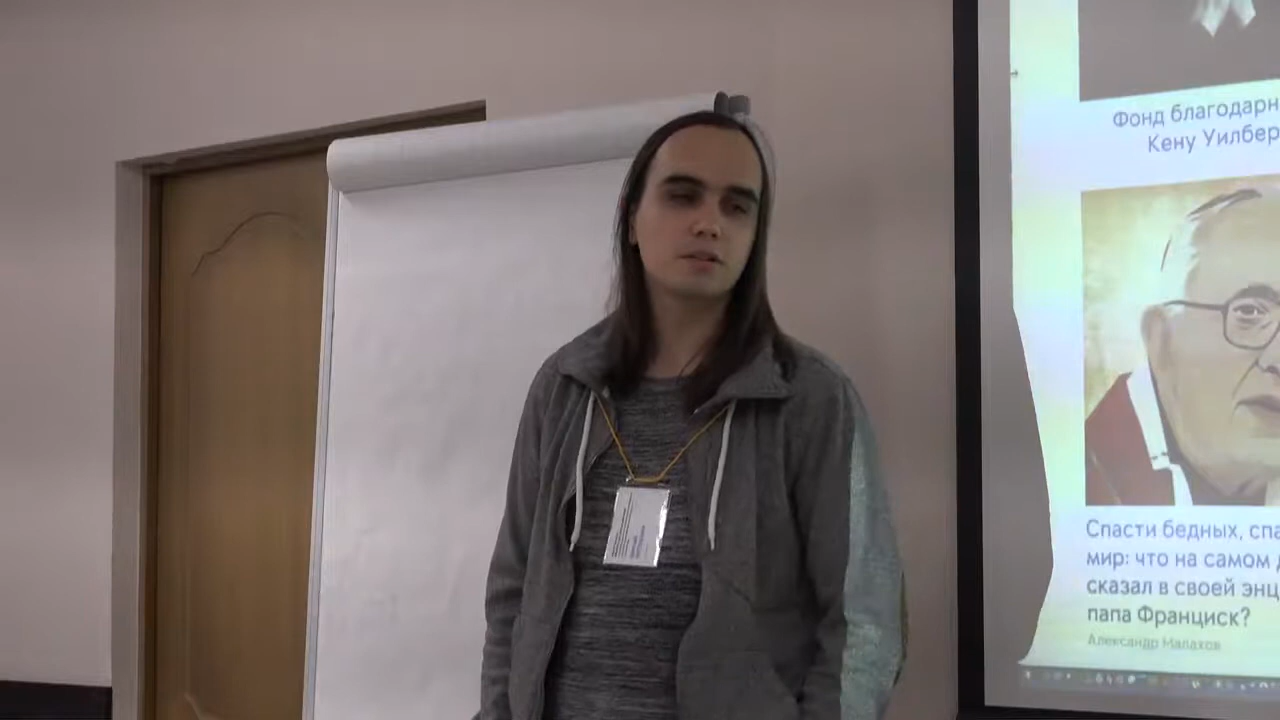 Фонд благодарн
Кену Уилбер
Спасти бедных, спа
мир: что на самом д
сказал в своей энц
папа Франциск?
Александр Малахов